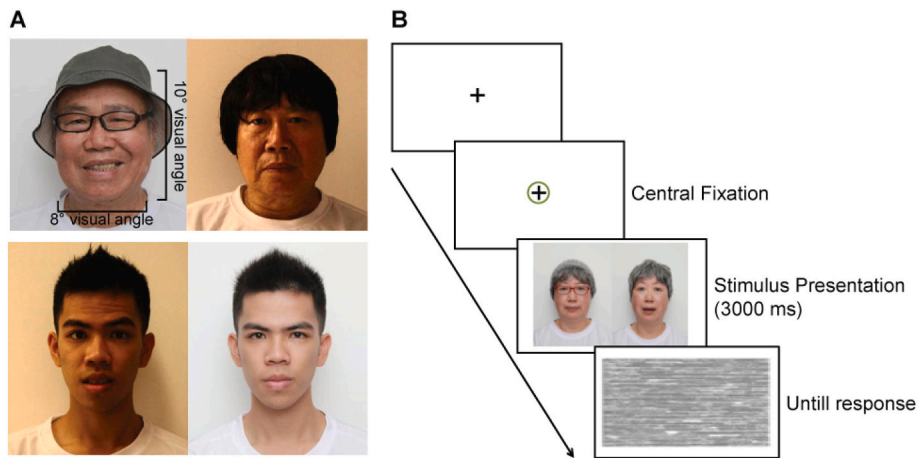 A
B
10° visual angle
8° visual angle
Central Fixation
Stimulus Presentation
(3000 ms)
Untill response